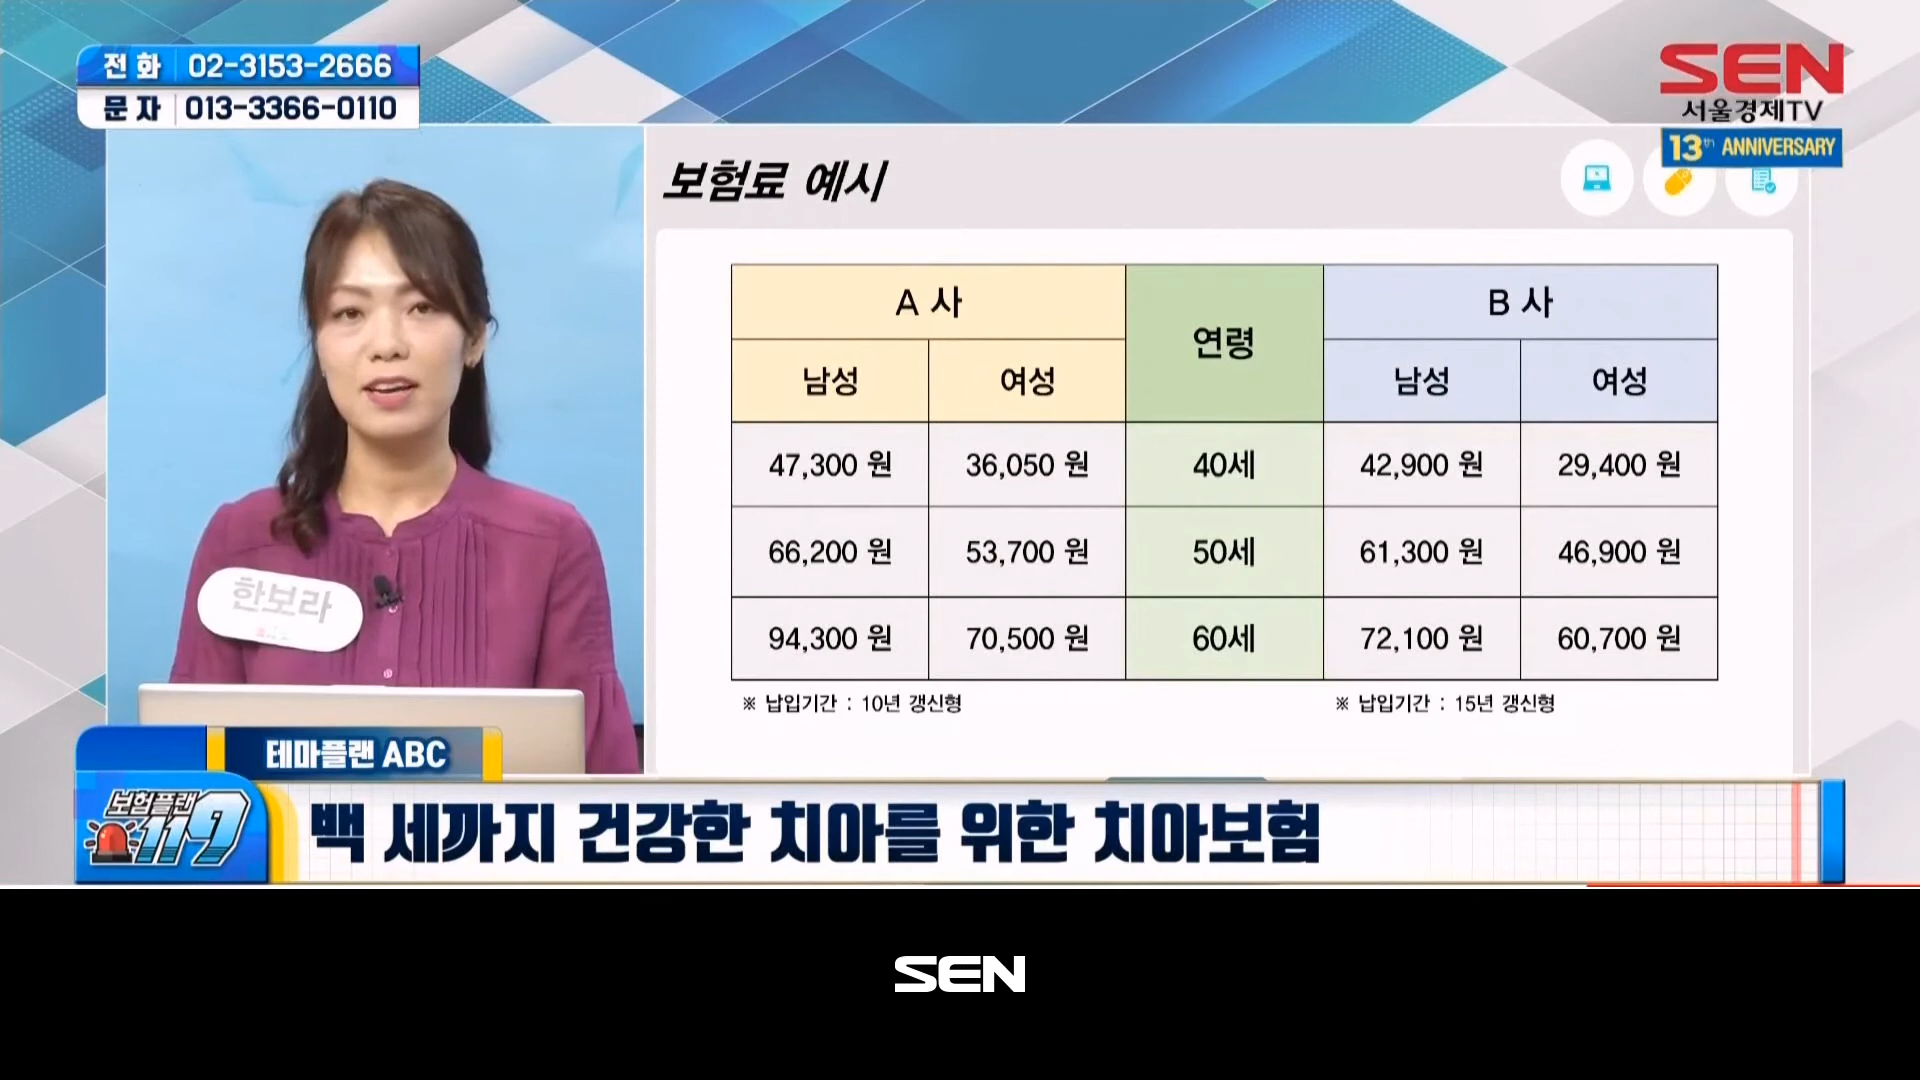 전화 02-3153-2666
문자 013-3366-0110
SEN
서울경제TV
13th ANNIVERSARY
보험료 예시
A 사 연령 B 사
남성 여성 남성 여성
47,300 원 36,050 원 40세 42,900 원 29,400 원
66,200 원 53,700 원 50세 61,300 원 46,900 원
94,300 원 70,500 원 60세 72,100 원 60,700 원
※ 납입기간 : 10년 갱신형 ※ 납입기간 : 15년 갱신형
한보라
테마플랜 ABC
보험플랜
119
백 세까지 건강한 치아를 위한 치아보험
SEN